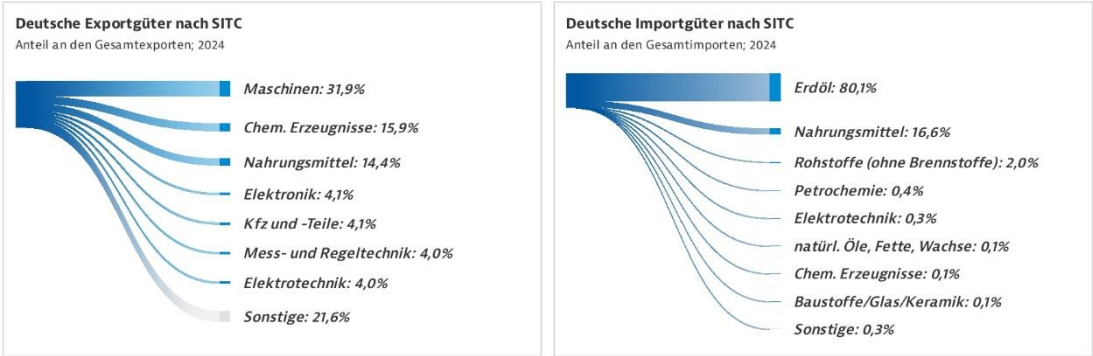 Deutsche Exportgüter nach SITC
Anteil an den Gesamtexporten; 2024
Maschinen: 31,9%
Chem. Erzeugnisse: 15,9%
Nahrungsmittel: 14,4%
Elektronik: 4,1%
Kfz und -Teile: 4,1%
Mess- und Regeltechnik: 4,0%
Elektrotechnik: 4,0%
Sonstige: 21,6%
Deutsche Importgüter nach SITC
Anteil an den Gesamtimporten; 2024
Erdöl: 80,1%
Nahrungsmittel: 16,6%
Rohstoffe (ohne Brennstoffe): 2,0%
Petrochemie: 0,4%
Elektrotechnik: 0,3%
natürl. Öle, Fette, Wachse: 0,1%
Chem. Erzeugnisse: 0,1%
Baustoffe/Glas/Keramik: 0,1%
Sonstige: 0,3%